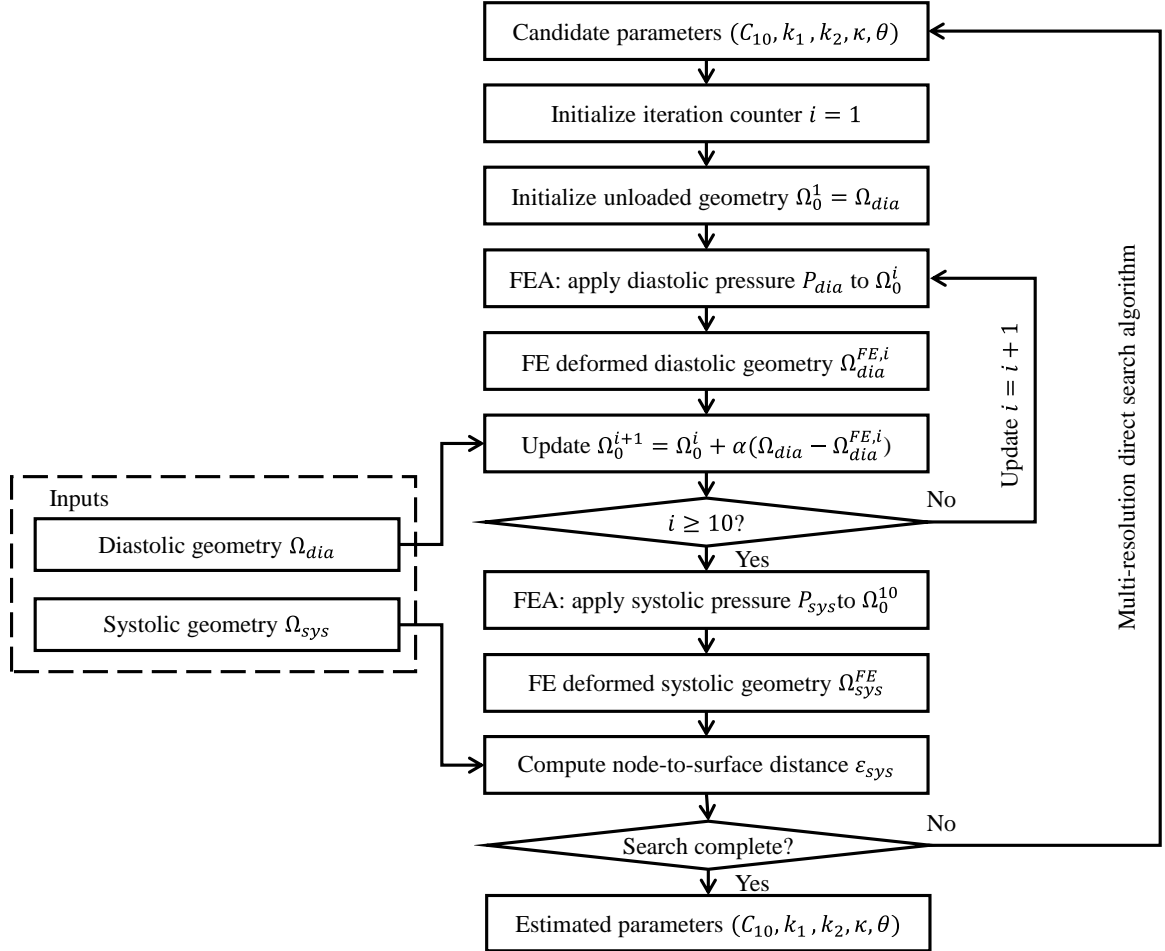 Candidate parameters (C₁₀, k₁, k₂, κ, θ)
Initialize iteration counter i = 1
Initialize unloaded geometry Ω₀¹ = Ω_dia
FEA: apply diastolic pressure P_dia to Ω₀ⁱ
FE deformed diastolic geometry Ω_dia^{FE,i}
Update Ω₀^{i+1} = Ω₀ⁱ + α(Ω_dia − Ω_dia^{FE,i})
i ≥ 10?
No
Update i = i + 1
Yes
Inputs
Diastolic geometry Ω_dia
Systolic geometry Ω_sys
FEA: apply systolic pressure P_sys to Ω₀¹⁰
FE deformed systolic geometry Ω_sys^{FE}
Compute node-to-surface distance ε_sys
Search complete?
No
Multi-resolution direct search algorithm
Yes
Estimated parameters (C₁₀, k₁, k₂, κ, θ)